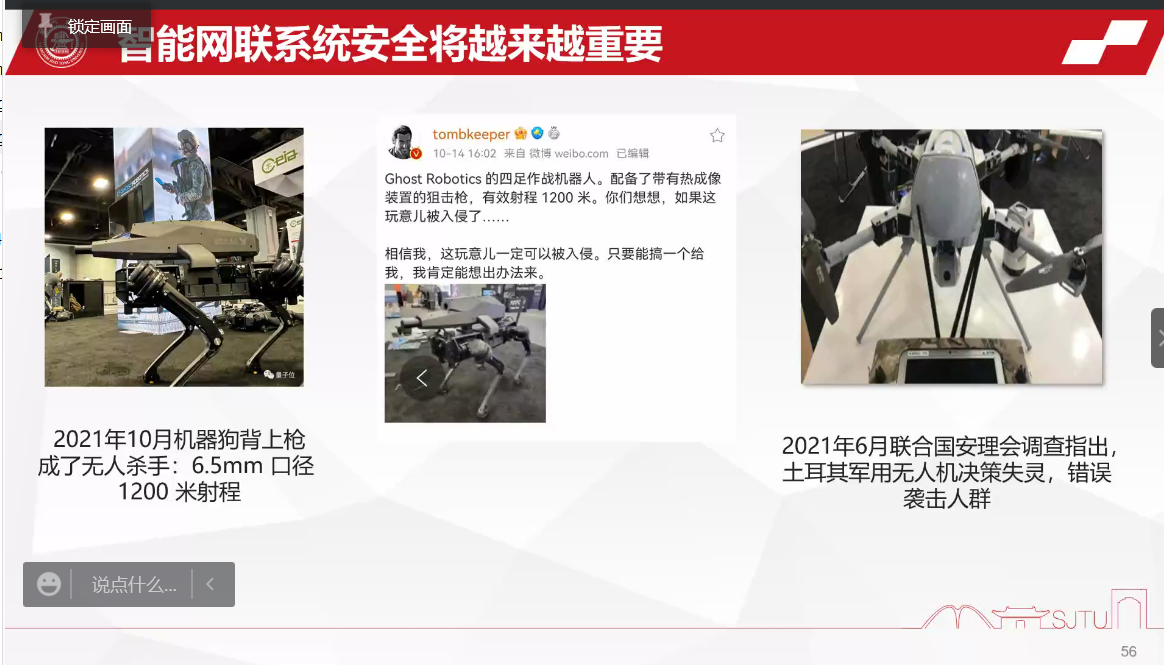 锁定画面
智能网联系统安全将越来越重要
ceia
量子位
2021年10月机器狗背上枪
成了无人杀手：6.5mm 口径
1200 米射程
tombkeeper
10-14 16:02 来自 微博 weibo.com 已编辑
Ghost Robotics 的四足作战机器人。配备了带有热成像
装置的狙击枪，有效射程 1200 米。你们想想，如果这
玩意儿被入侵了……
相信我，这玩意儿一定可以被入侵。只要能搞一个给
我，我肯定能想出办法来。
2021年6月联合国安理会调查指出，
土耳其军用无人机决策失灵，错误
袭击人群
说点什么...
SJTU
56